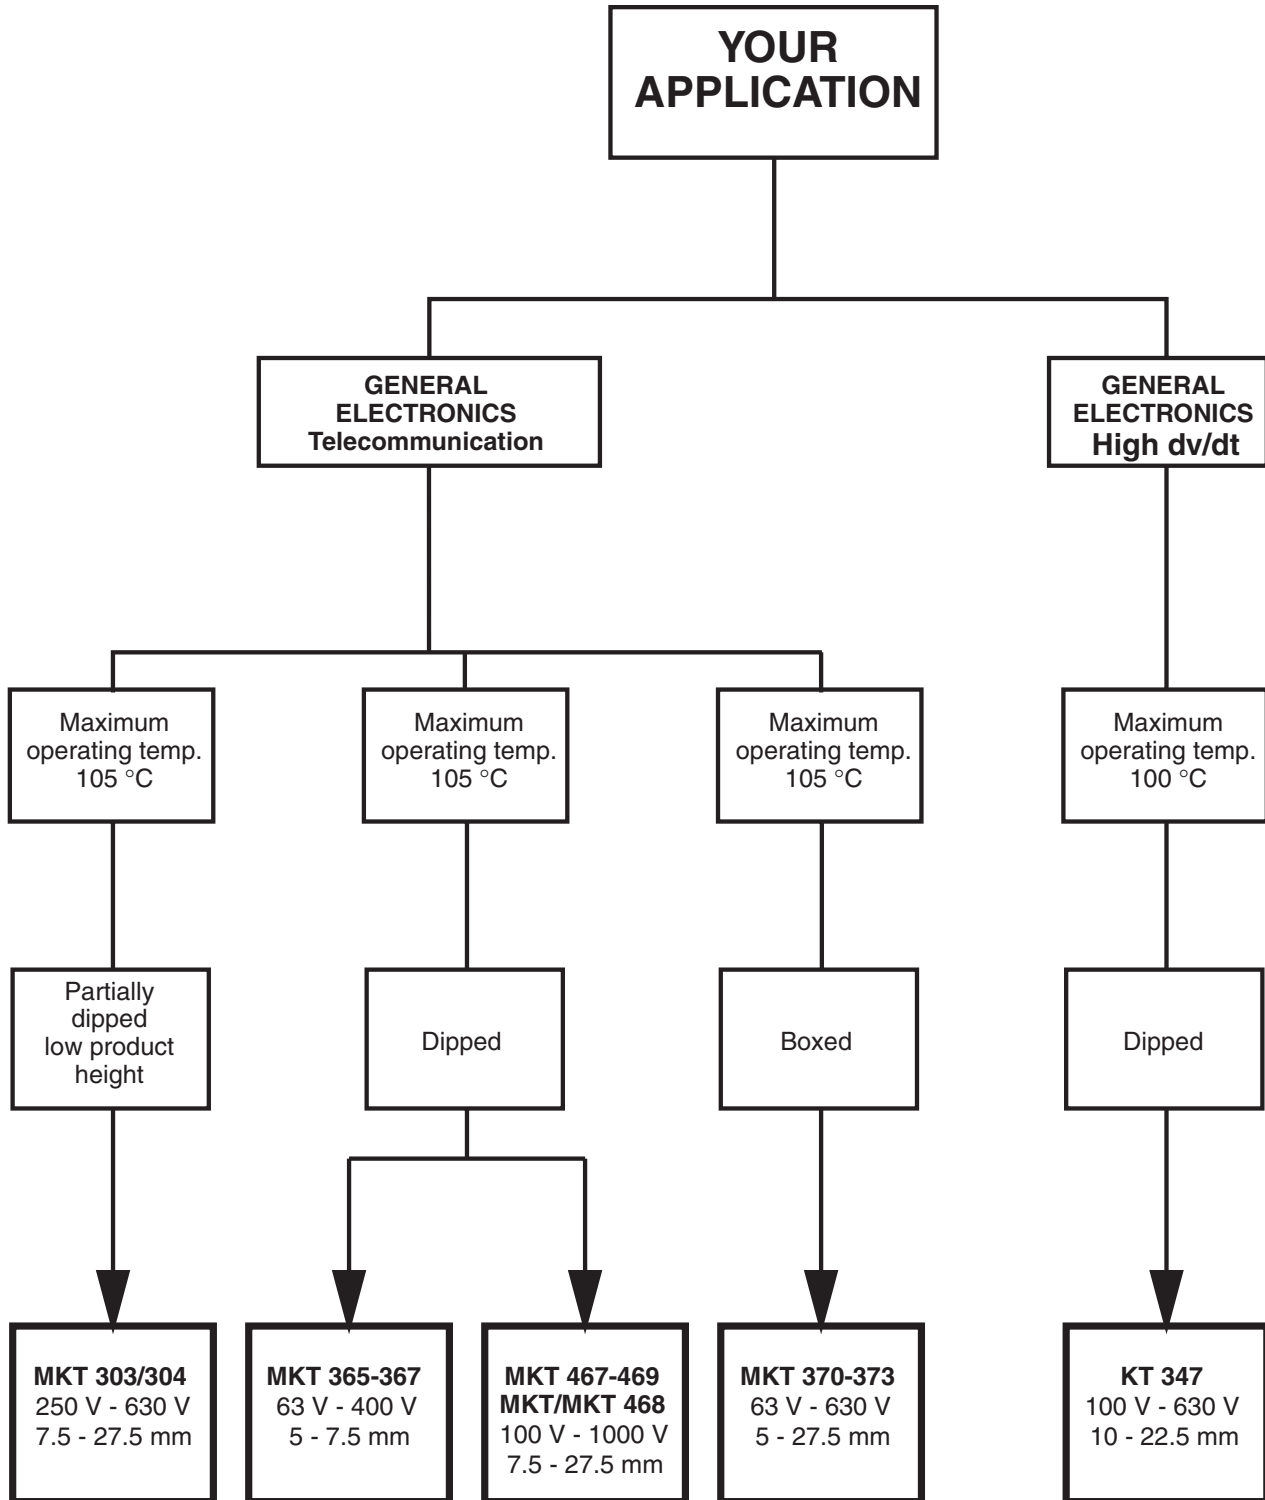 YOUR
APPLICATION
GENERAL
ELECTRONICS
Telecommunication
GENERAL
ELECTRONICS
High dv/dt
Maximum
operating temp.
105 °C
Maximum
operating temp.
105 °C
Maximum
operating temp.
105 °C
Maximum
operating temp.
100 °C
Partially
dipped
low product
height
Dipped
Boxed
Dipped
MKT 303/304
250 V - 630 V
7.5 - 27.5 mm
MKT 365-367
63 V - 400 V
5 - 7.5 mm
MKT 467-469
MKT/MKT 468
100 V - 1000 V
7.5 - 27.5 mm
MKT 370-373
63 V - 630 V
5 - 27.5 mm
KT 347
100 V - 630 V
10 - 22.5 mm